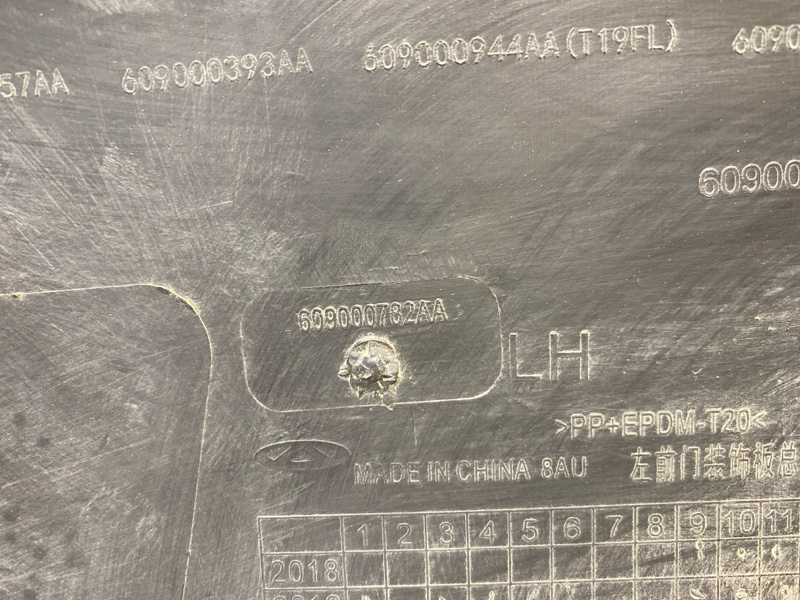 57AA 609000393AA 609000944AA (T19FL) 6090
60900
609000782AA
LH
>PP+EPDM-T20<
MADE IN CHINA 8AU 左前门装饰板总
1 2 3 4 5 6 7 8 9 10 11
2018